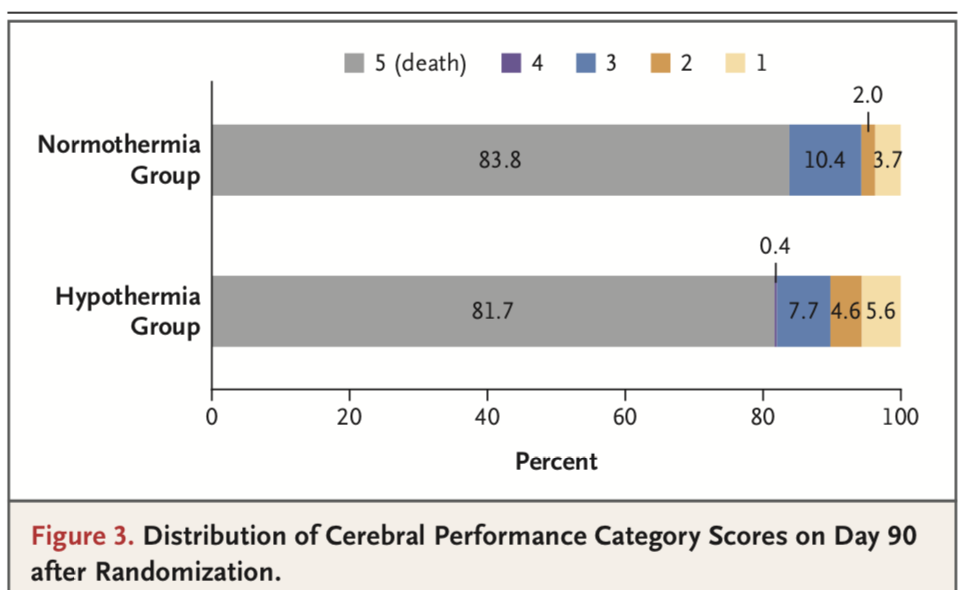 5 (death) 4 3 2 1
2.0
Normothermia
Group
83.8 10.4 3.7
0.4
Hypothermia
Group
81.7 7.7 4.6 5.6
0 20 40 60 80 100
Percent
Figure 3. Distribution of Cerebral Performance Category Scores on Day 90
after Randomization.